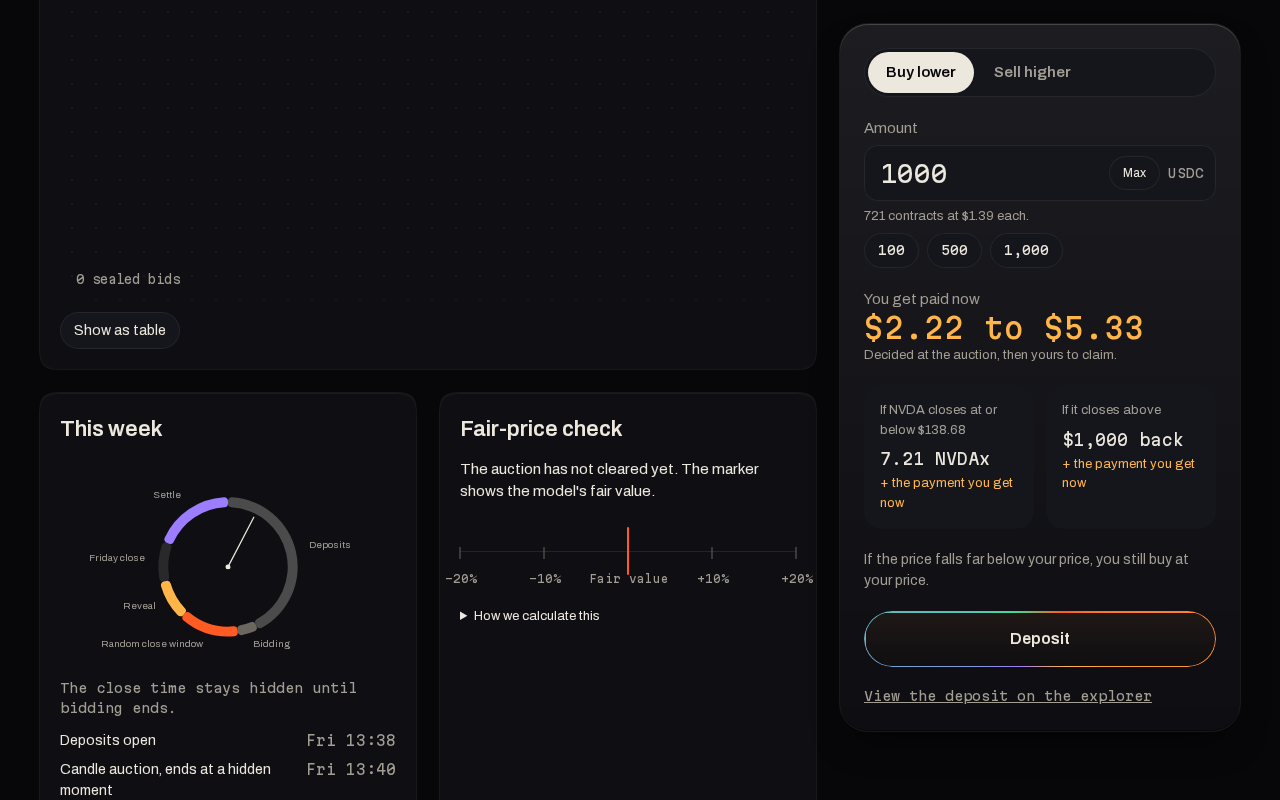 0 sealed bids
Show as table
This week
Settle
Deposits
Friday close
Reveal
Random close window
Bidding
The close time stays hidden until
bidding ends.
Deposits open Fri 13:38
Candle auction, ends at a hidden Fri 13:40
moment
Fair-price check
The auction has not cleared yet. The marker
shows the model's fair value.
−20% −10% Fair value +10% +20%
How we calculate this
Buy lower Sell higher
Amount
1000 Max USDC
721 contracts at $1.39 each.
100 500 1,000
You get paid now
$2.22 to $5.33
Decided at the auction, then yours to claim.
If NVDA closes at or
below $138.68
7.21 NVDAx
+ the payment you get
now
If it closes above
$1,000 back
+ the payment you get
now
If the price falls far below your price, you still buy at
your price.
Deposit
View the deposit on the explorer